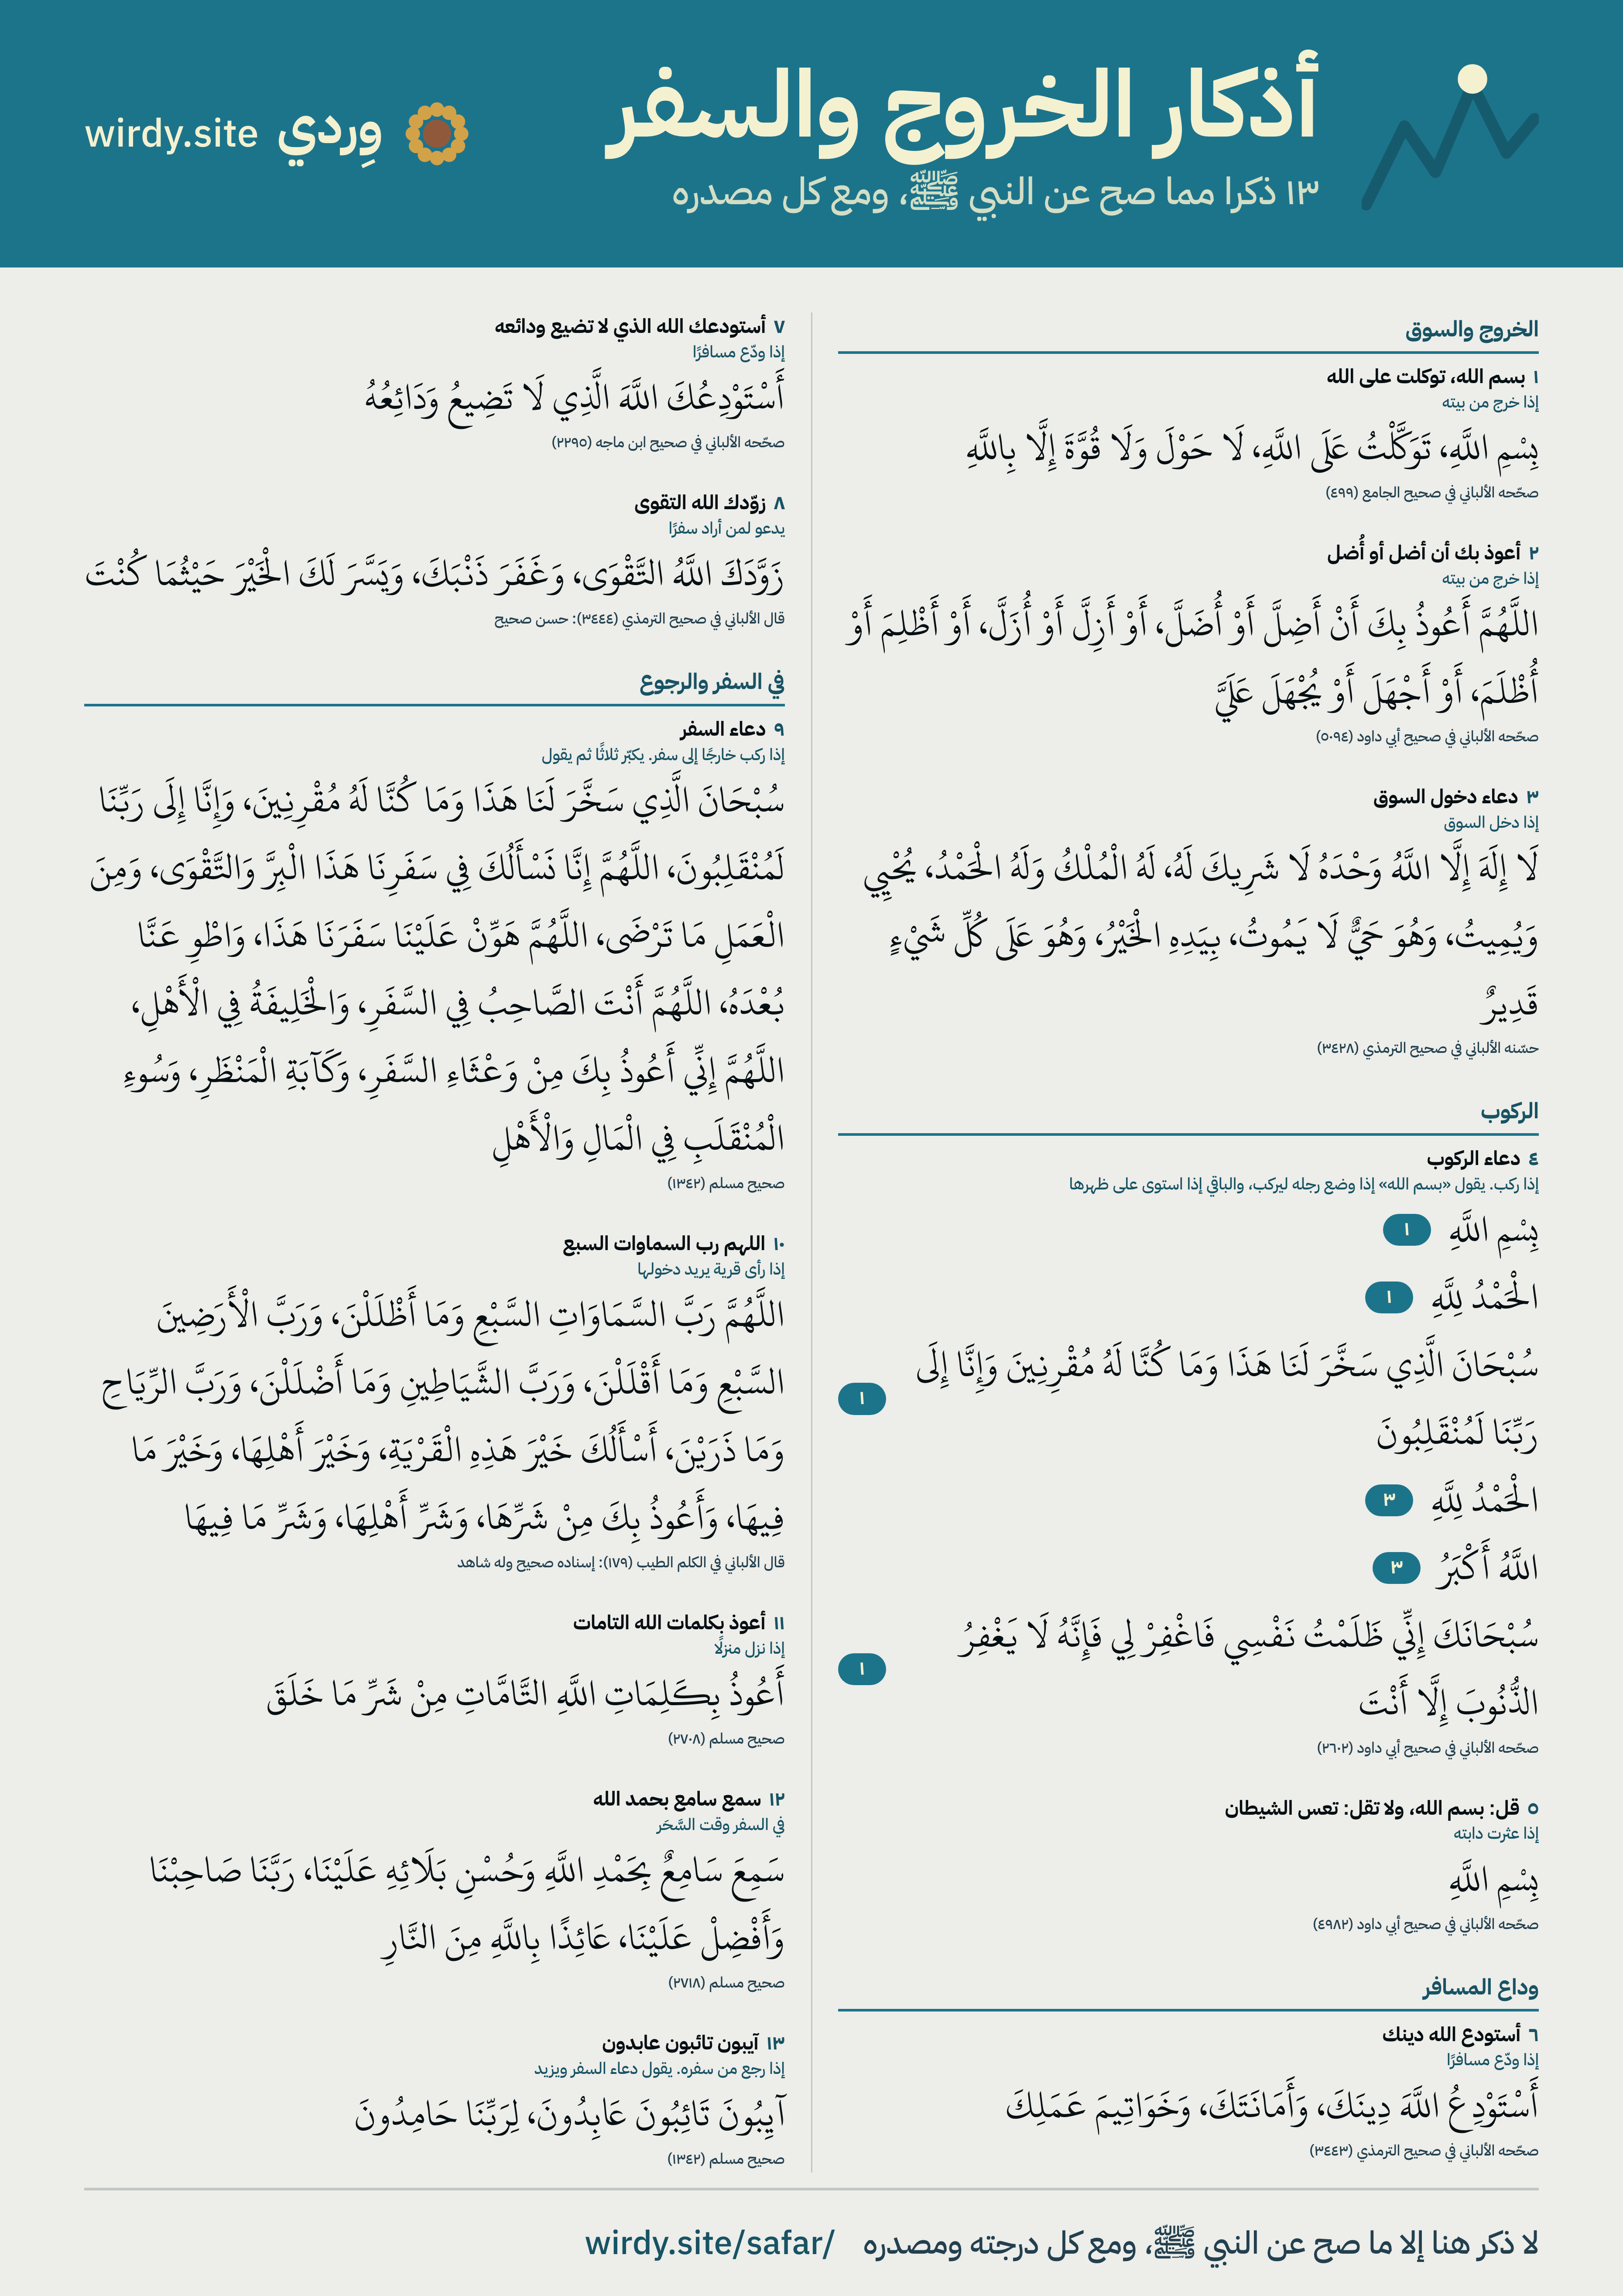 أذكار الخروج والسفر
١٣ ذكرا مما صح عن النبي ﷺ، ومع كل مصدره
وِردي wirdy.site
الخروج والسوق
١ بسم الله، توكلت على الله
إذا خرج من بيته
بِسْمِ اللَّهِ، تَوَكَّلْتُ عَلَى اللَّهِ، لَا حَوْلَ وَلَا قُوَّةَ إِلَّا بِاللَّهِ
صحّحه الألباني في صحيح الجامع (٤٩٩)
٢ أعوذ بك أن أضل أو أُضل
إذا خرج من بيته
اللَّهُمَّ أَعُوذُ بِكَ أَنْ أَضِلَّ أَوْ أُضَلَّ، أَوْ أَزِلَّ أَوْ أُزَلَّ، أَوْ أَظْلِمَ أَوْ
أُظْلَمَ، أَوْ أَجْهَلَ أَوْ يُجْهَلَ عَلَيَّ
صحّحه الألباني في صحيح أبي داود (٥٠٩٤)
٣ دعاء دخول السوق
إذا دخل السوق
لَا إِلَهَ إِلَّا اللَّهُ وَحْدَهُ لَا شَرِيكَ لَهُ، لَهُ الْمُلْكُ وَلَهُ الْحَمْدُ، يُحْيِي
وَيُمِيتُ، وَهُوَ حَيٌّ لَا يَمُوتُ، بِيَدِهِ الْخَيْرُ، وَهُوَ عَلَى كُلِّ شَيْءٍ
قَدِيرٌ
حسّنه الألباني في صحيح الترمذي (٣٤٢٨)
الركوب
٤ دعاء الركوب
إذا ركب. يقول «بسم الله» إذا وضع رجله ليركب، والباقي إذا استوى على ظهرها
بِسْمِ اللَّهِ ١
الْحَمْدُ لِلَّهِ ١
سُبْحَانَ الَّذِي سَخَّرَ لَنَا هَذَا وَمَا كُنَّا لَهُ مُقْرِنِينَ وَإِنَّا إِلَى
رَبِّنَا لَمُنْقَلِبُونَ ١
الْحَمْدُ لِلَّهِ ٣
اللَّهُ أَكْبَرُ ٣
سُبْحَانَكَ إِنِّي ظَلَمْتُ نَفْسِي فَاغْفِرْ لِي فَإِنَّهُ لَا يَغْفِرُ
الذُّنُوبَ إِلَّا أَنْتَ ١
صحّحه الألباني في صحيح أبي داود (٢٦٠٢)
٥ قل: بسم الله، ولا تقل: تعس الشيطان
إذا عثرت دابته
بِسْمِ اللَّهِ
صحّحه الألباني في صحيح أبي داود (٤٩٨٢)
وداع المسافر
٦ أستودع الله دينك
إذا ودّع مسافرًا
أَسْتَوْدِعُ اللَّهَ دِينَكَ، وَأَمَانَتَكَ، وَخَوَاتِيمَ عَمَلِكَ
صحّحه الألباني في صحيح الترمذي (٣٤٤٣)
٧ أستودعك الله الذي لا تضيع ودائعه
إذا ودّع مسافرًا
أَسْتَوْدِعُكَ اللَّهَ الَّذِي لَا تَضِيعُ وَدَائِعُهُ
صحّحه الألباني في صحيح ابن ماجه (٢٢٩٥)
٨ زوّدك الله التقوى
يدعو لمن أراد سفرًا
زَوَّدَكَ اللَّهُ التَّقْوَى، وَغَفَرَ ذَنْبَكَ، وَيَسَّرَ لَكَ الْخَيْرَ حَيْثُمَا كُنْتَ
قال الألباني في صحيح الترمذي (٣٤٤٤): حسن صحيح
في السفر والرجوع
٩ دعاء السفر
إذا ركب خارجًا إلى سفر. يكبّر ثلاثًا ثم يقول
سُبْحَانَ الَّذِي سَخَّرَ لَنَا هَذَا وَمَا كُنَّا لَهُ مُقْرِنِينَ، وَإِنَّا إِلَى رَبِّنَا
لَمُنْقَلِبُونَ، اللَّهُمَّ إِنَّا نَسْأَلُكَ فِي سَفَرِنَا هَذَا الْبِرَّ وَالتَّقْوَى، وَمِنَ
الْعَمَلِ مَا تَرْضَى، اللَّهُمَّ هَوِّنْ عَلَيْنَا سَفَرَنَا هَذَا، وَاطْوِ عَنَّا
بُعْدَهُ، اللَّهُمَّ أَنْتَ الصَّاحِبُ فِي السَّفَرِ، وَالْخَلِيفَةُ فِي الْأَهْلِ،
اللَّهُمَّ إِنِّي أَعُوذُ بِكَ مِنْ وَعْثَاءِ السَّفَرِ، وَكَآبَةِ الْمَنْظَرِ، وَسُوءِ
الْمُنْقَلَبِ فِي الْمَالِ وَالْأَهْلِ
صحيح مسلم (١٣٤٢)
١٠ اللهم رب السماوات السبع
إذا رأى قرية يريد دخولها
اللَّهُمَّ رَبَّ السَّمَاوَاتِ السَّبْعِ وَمَا أَظْلَلْنَ، وَرَبَّ الْأَرَضِينَ
السَّبْعِ وَمَا أَقْلَلْنَ، وَرَبَّ الشَّيَاطِينِ وَمَا أَضْلَلْنَ، وَرَبَّ الرِّيَاحِ
وَمَا ذَرَيْنَ، أَسْأَلُكَ خَيْرَ هَذِهِ الْقَرْيَةِ، وَخَيْرَ أَهْلِهَا، وَخَيْرَ مَا
فِيهَا، وَأَعُوذُ بِكَ مِنْ شَرِّهَا، وَشَرِّ أَهْلِهَا، وَشَرِّ مَا فِيهَا
قال الألباني في الكلم الطيب (١٧٩): إسناده صحيح وله شاهد
١١ أعوذ بكلمات الله التامات
إذا نزل منزلًا
أَعُوذُ بِكَلِمَاتِ اللَّهِ التَّامَّاتِ مِنْ شَرِّ مَا خَلَقَ
صحيح مسلم (٢٧٠٨)
١٢ سمع سامع بحمد الله
في السفر وقت السَّحَر
سَمِعَ سَامِعٌ بِحَمْدِ اللَّهِ وَحُسْنِ بَلَائِهِ عَلَيْنَا، رَبَّنَا صَاحِبْنَا
وَأَفْضِلْ عَلَيْنَا، عَائِذًا بِاللَّهِ مِنَ النَّارِ
صحيح مسلم (٢٧١٨)
١٣ آيبون تائبون عابدون
إذا رجع من سفره. يقول دعاء السفر ويزيد
آيِبُونَ تَائِبُونَ عَابِدُونَ، لِرَبِّنَا حَامِدُونَ
صحيح مسلم (١٣٤٢)
لا ذكر هنا إلا ما صح عن النبي ﷺ، ومع كل درجته ومصدره wirdy.site/safar/